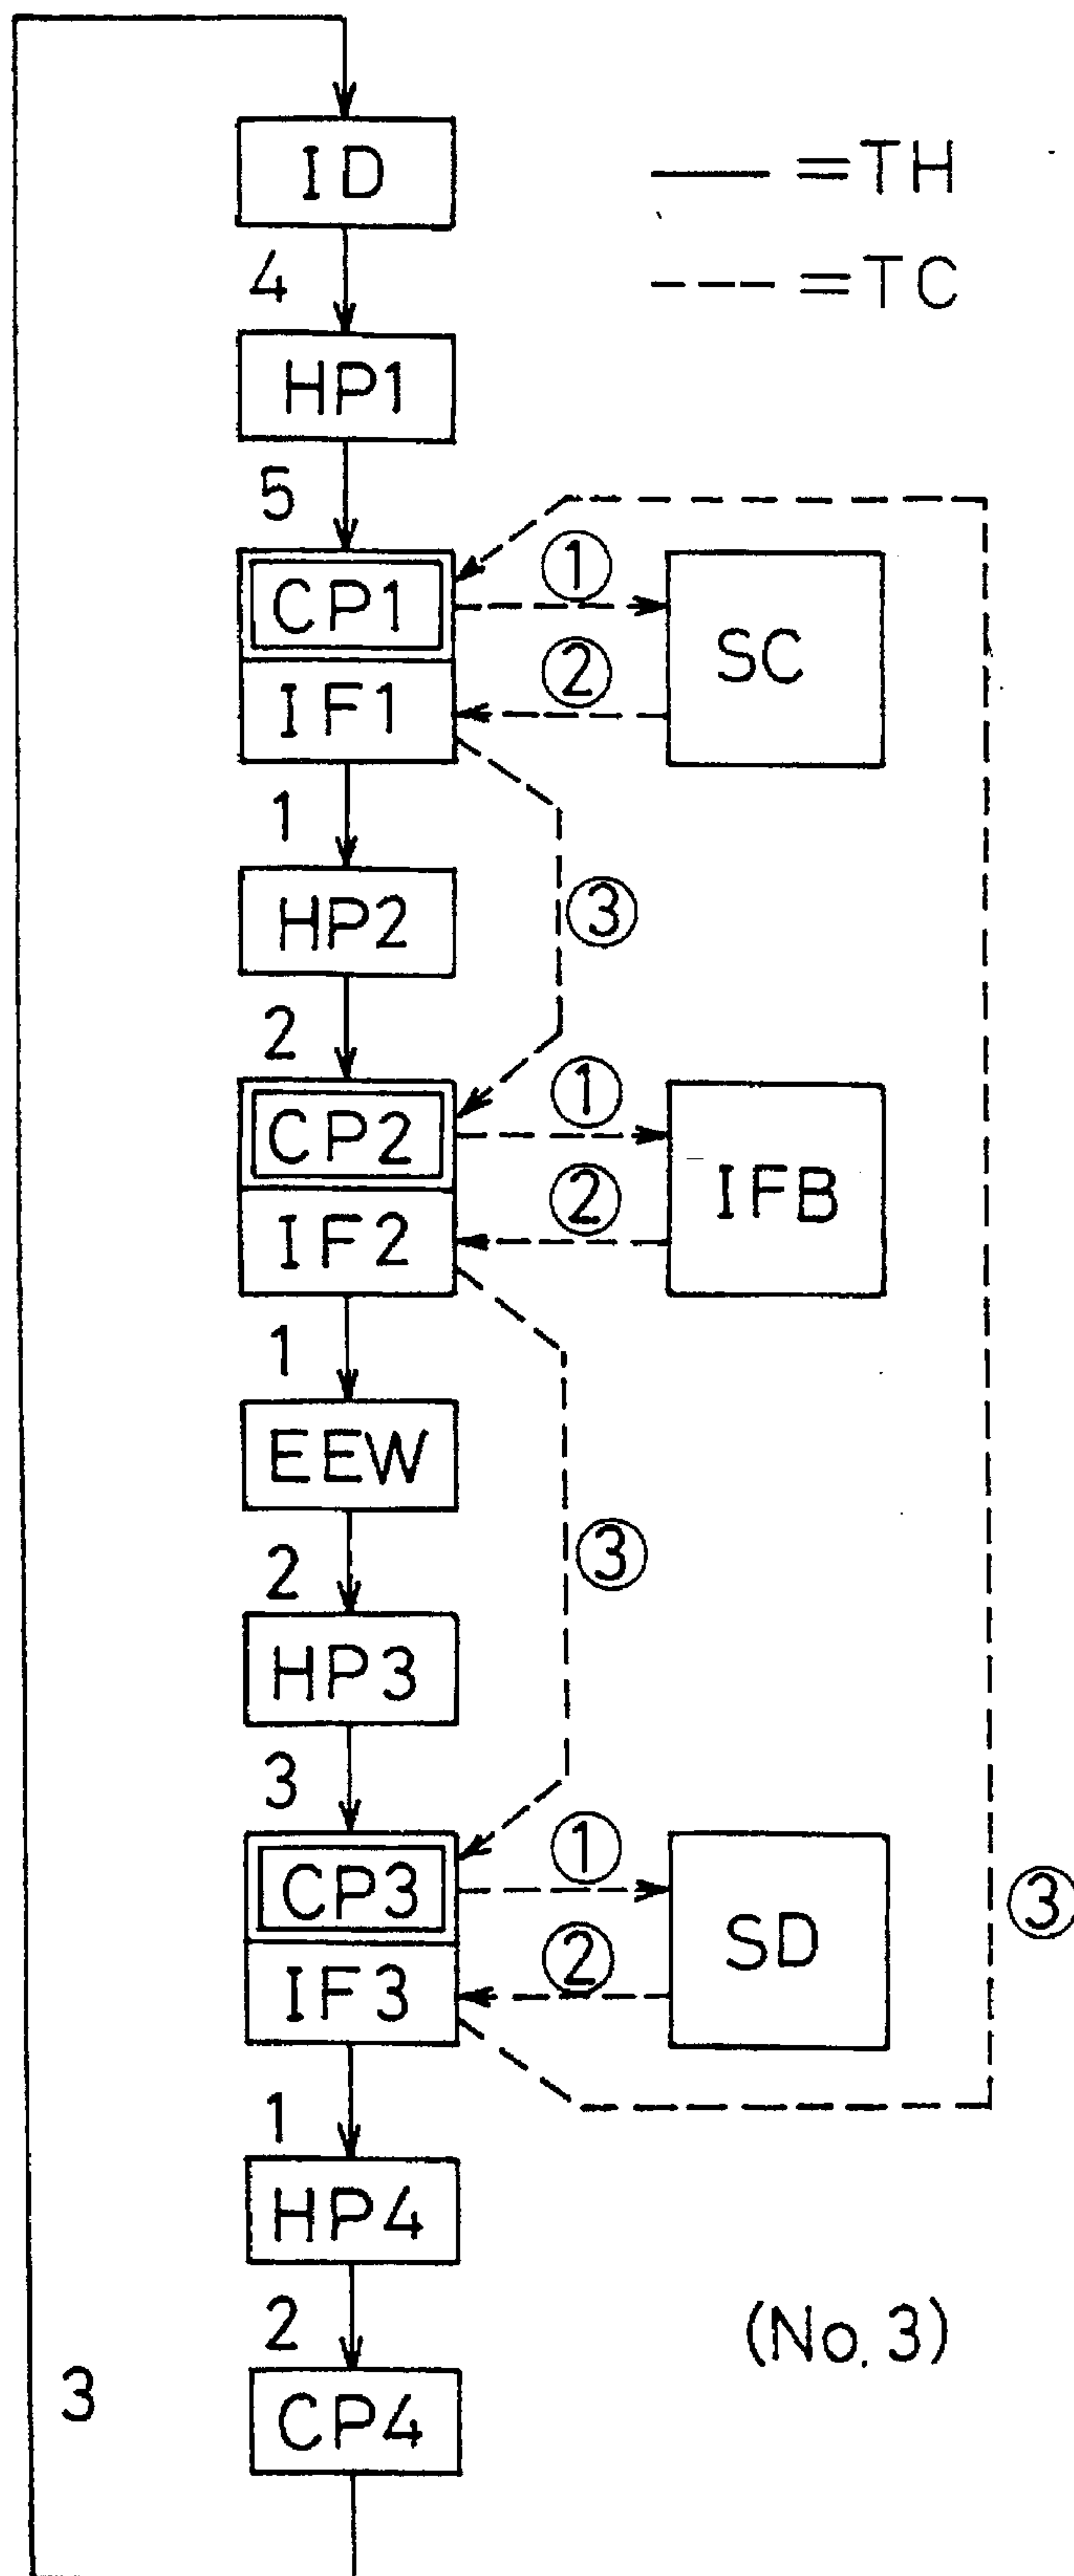 ID
— = TH
--- = TC
4
HP1
5
CP1
①
SC
②
IF1
1
HP2
③
2
CP2
①
IFB
②
IF2
1
EEW
③
2
HP3
3
CP3
①
SD
③
②
IF3
1
HP4
2
(No. 3)
3
CP4